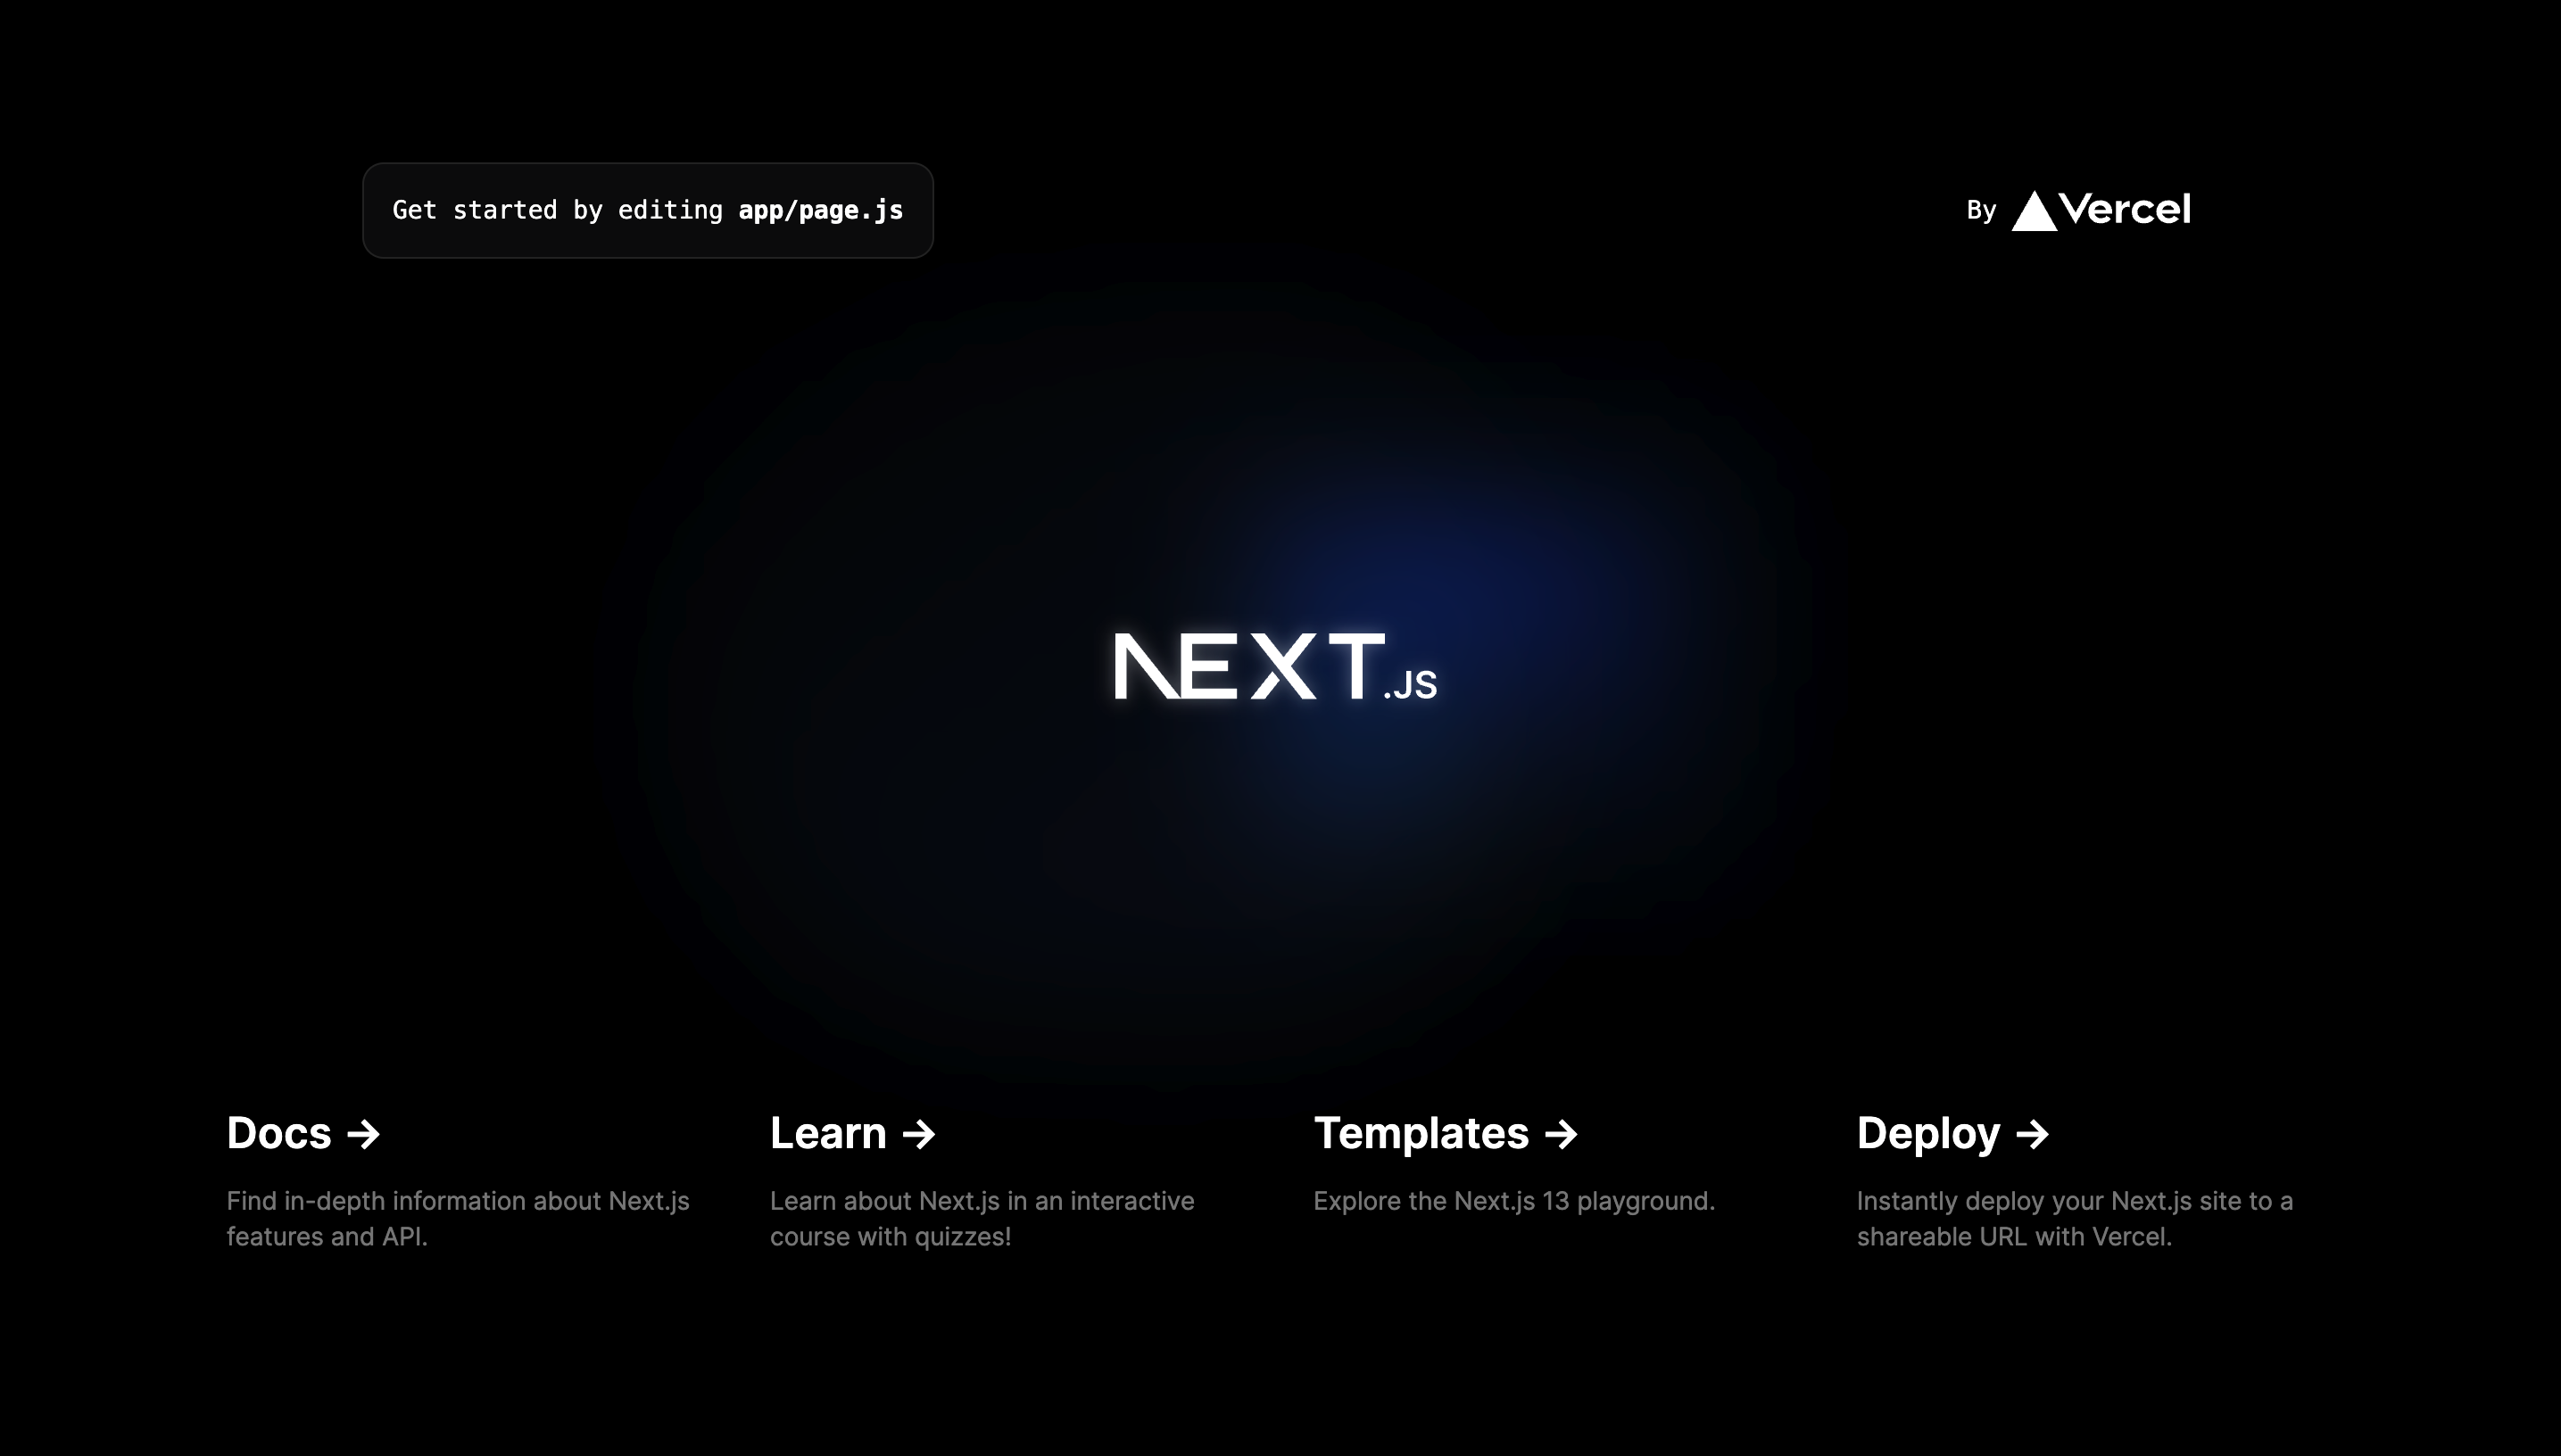 Get started by editing app/page.js
By Vercel
NEXT.JS
Docs →
Find in-depth information about Next.js
features and API.
Learn →
Learn about Next.js in an interactive
course with quizzes!
Templates →
Explore the Next.js 13 playground.
Deploy →
Instantly deploy your Next.js site to a
shareable URL with Vercel.